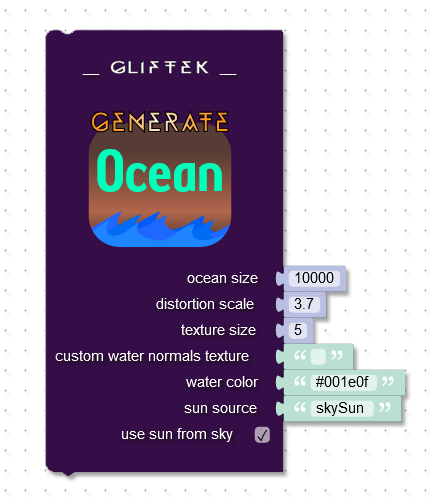 __ GLIFTEK __
GENERATE
Ocean
ocean size 10000
distortion scale 3.7
texture size 5
custom water normals texture “ ”
water color “ #001e0f ”
sun source “ skySun ”
use sun from sky ✓